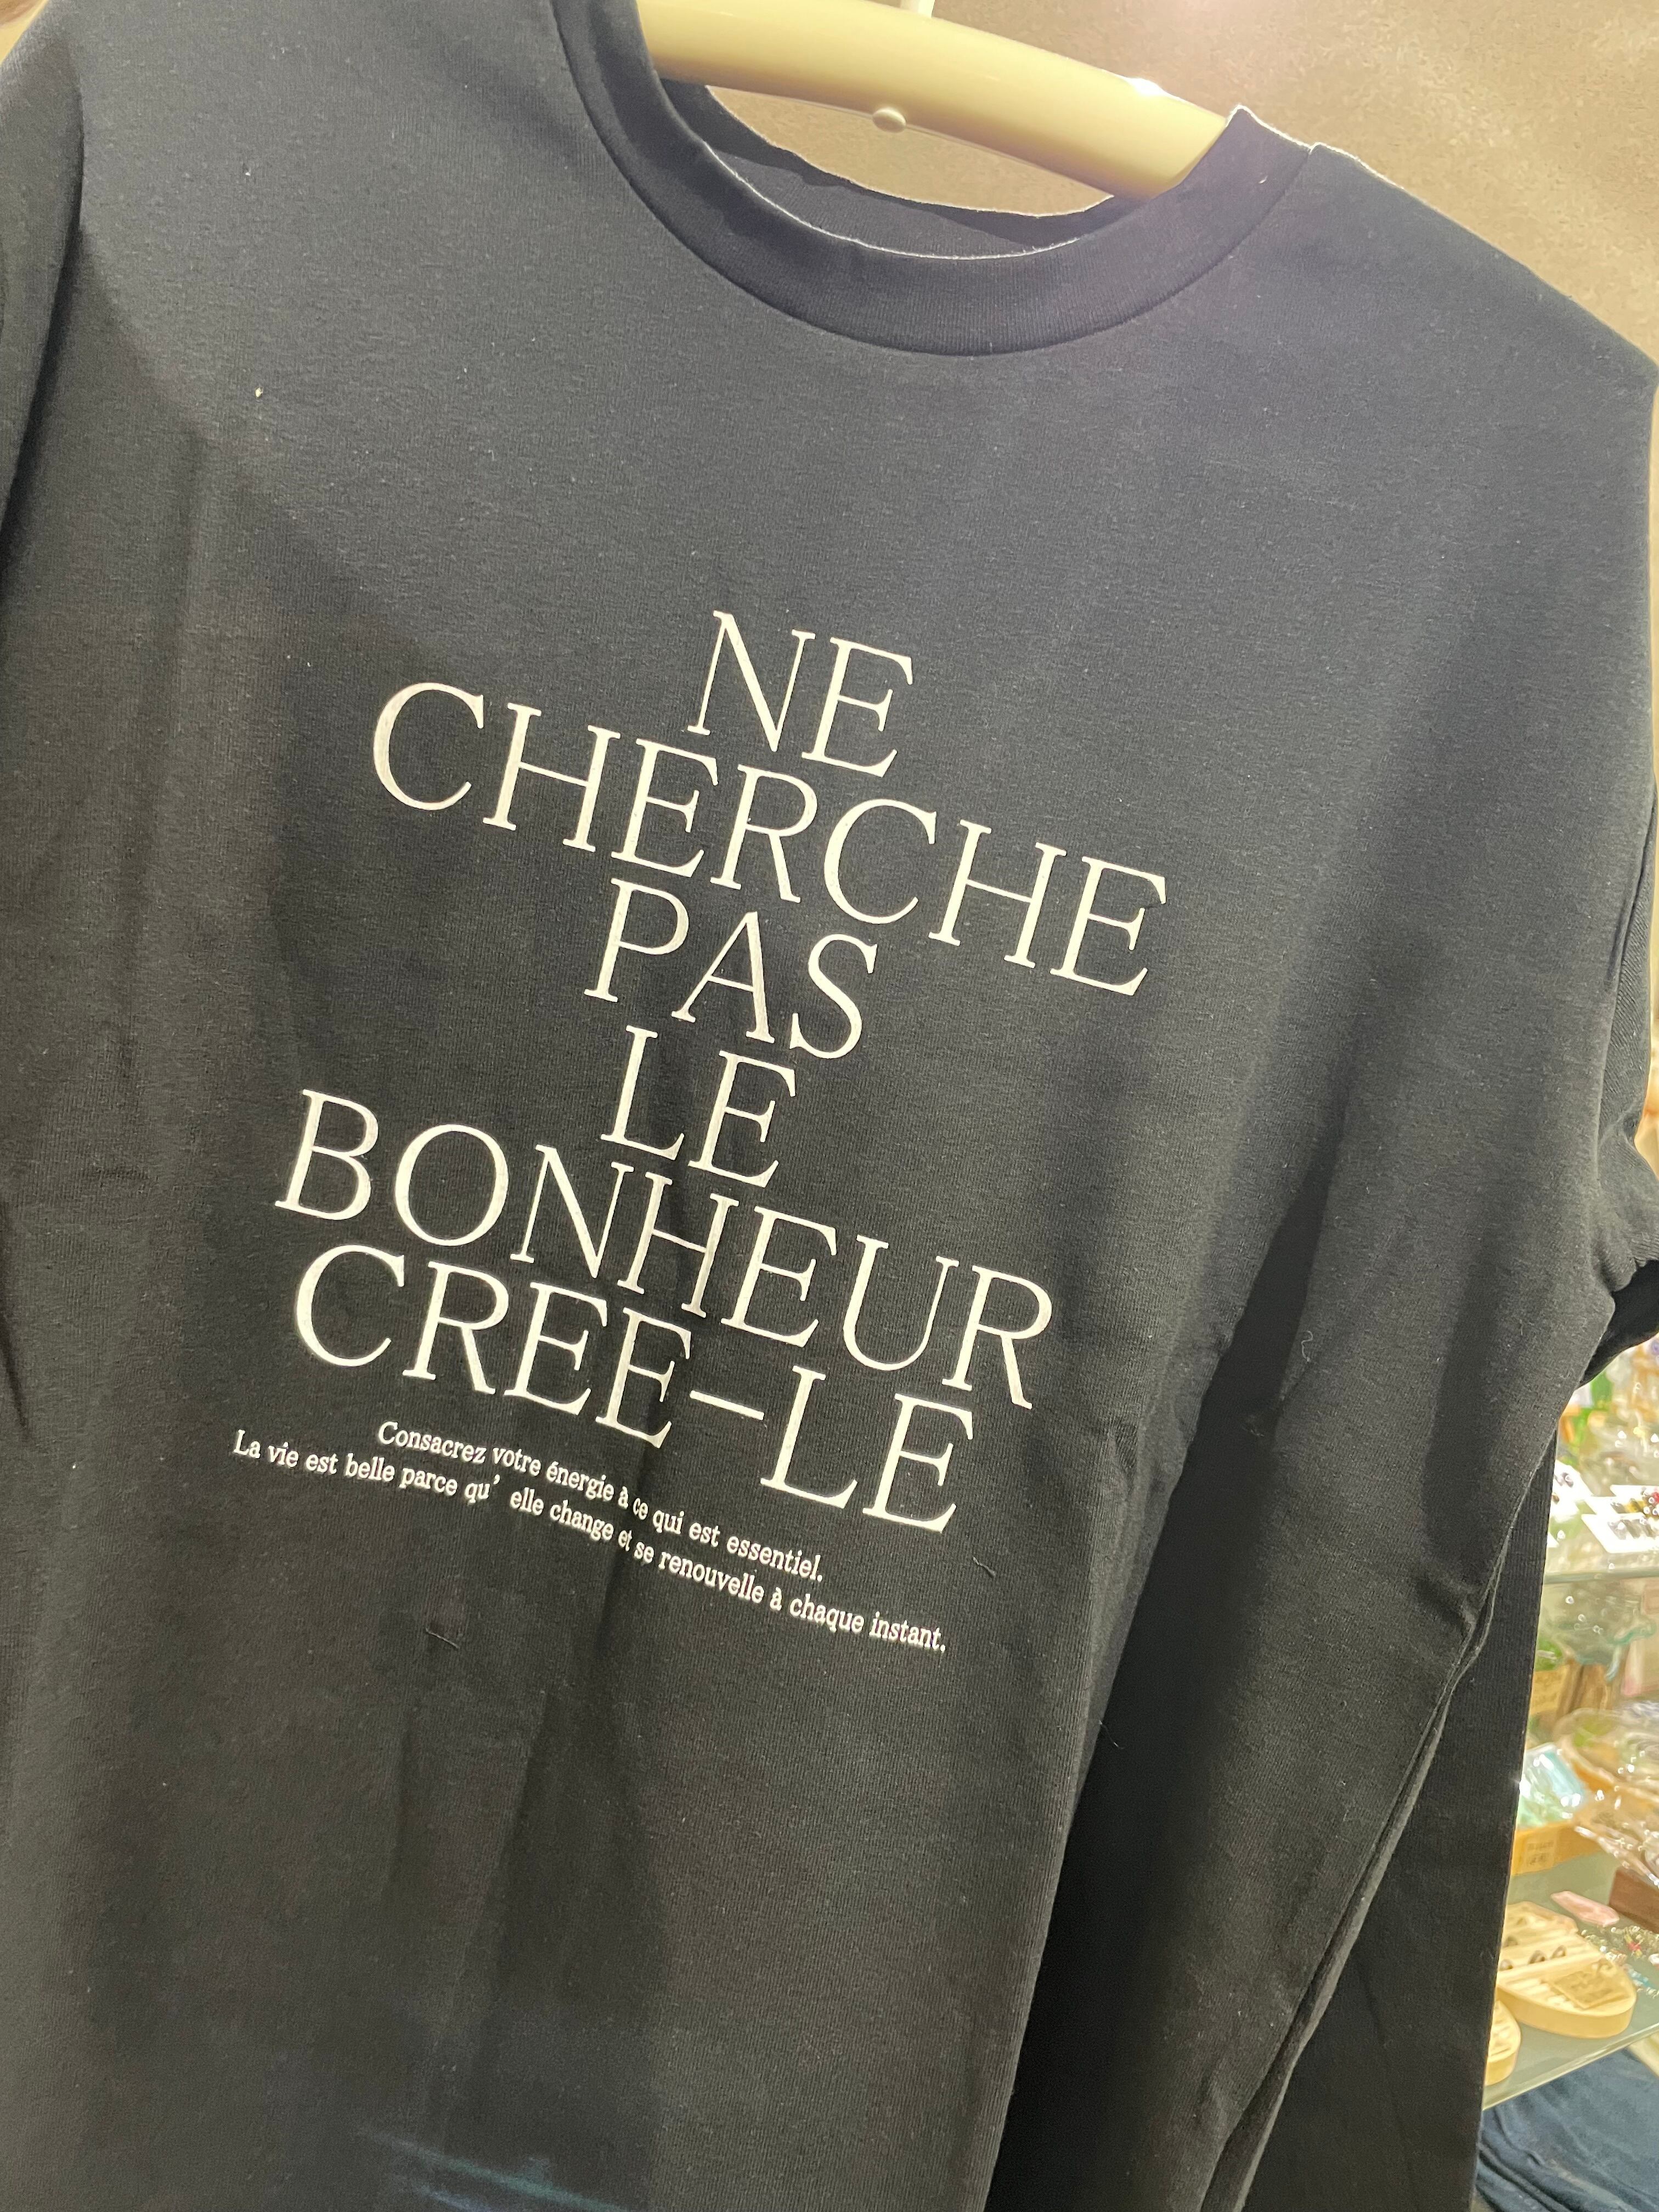 NE
CHERCHE
PAS
LE
BONHEUR
CREE-LE
Consacrez votre énergie à ce qui est essentiel.
La vie est belle parce qu’ elle change et se renouvelle à chaque instant.